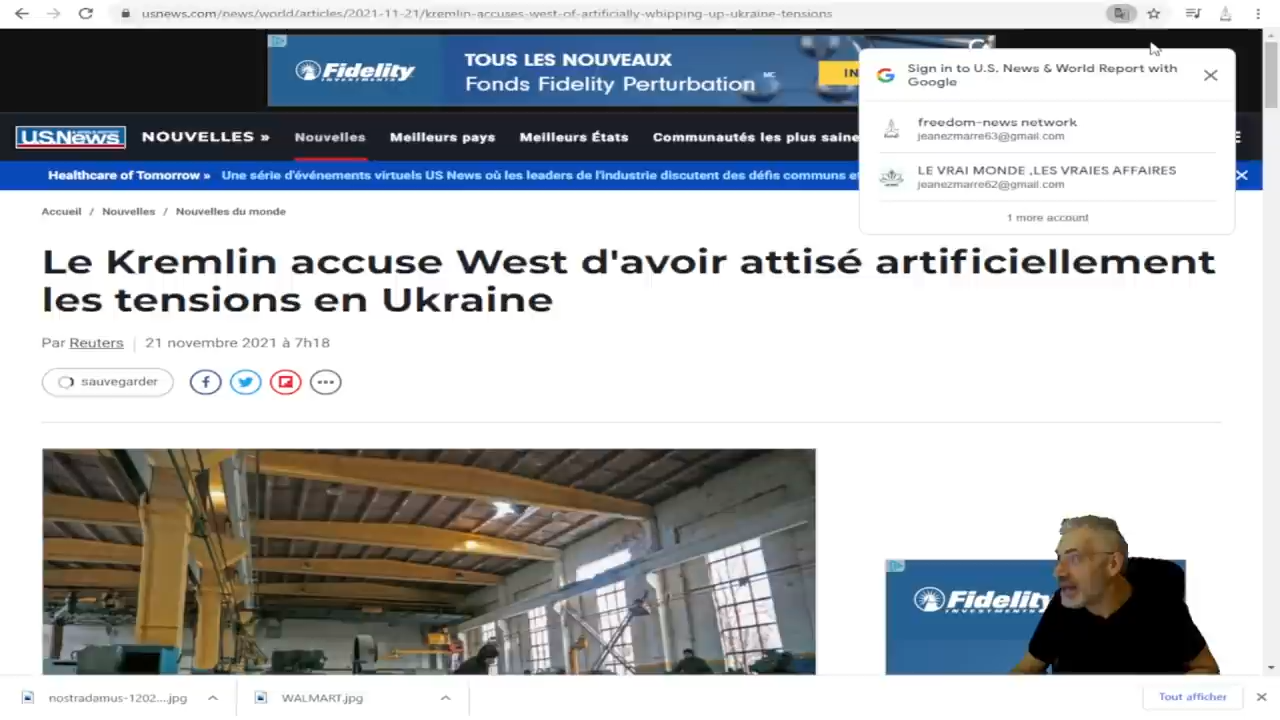 usnews.com/news/world/articles/2021-11-21/kremlin-accuses-west-of-artificially-whipping-up-ukraine-tensions
Fidelity
INVESTMENTS
TOUS LES NOUVEAUX
Fonds Fidelity Perturbation MC
IN
Sign in to U.S. News & World Report with
Google
freedom-news network
jeanezmarre63@gmail.com
LE VRAI MONDE ,LES VRAIES AFFAIRES
jeanezmarre62@gmail.com
1 more account
U.S.News NOUVELLES » Nouvelles Meilleurs pays Meilleurs États Communautés les plus saine
Healthcare of Tomorrow » Une série d'événements virtuels US News où les leaders de l'industrie discutent des défis communs et
Accueil / Nouvelles / Nouvelles du monde
Le Kremlin accuse West d'avoir attisé artificiellement
les tensions en Ukraine
Par Reuters | 21 novembre 2021 à 7h18
sauvegarder
Fidelity
INVESTMENTS
nostradamus-1202....jpg WALMART.jpg Tout afficher